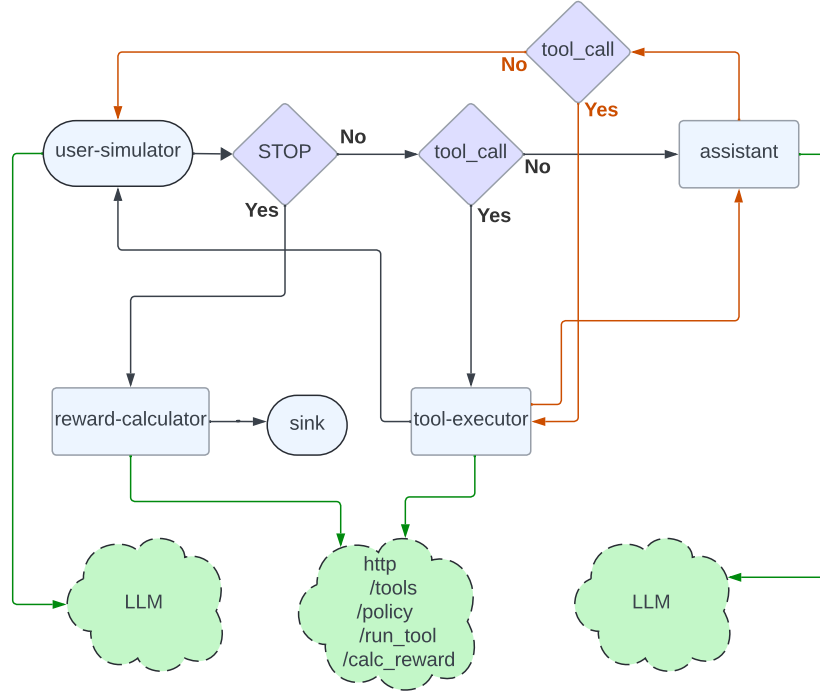 tool_call
No
Yes
user-simulator
STOP
No
tool_call
No
assistant
Yes
Yes
reward-calculator
-
sink
tool-executor
LLM
http
/tools
/policy
/run_tool
/calc_reward
LLM